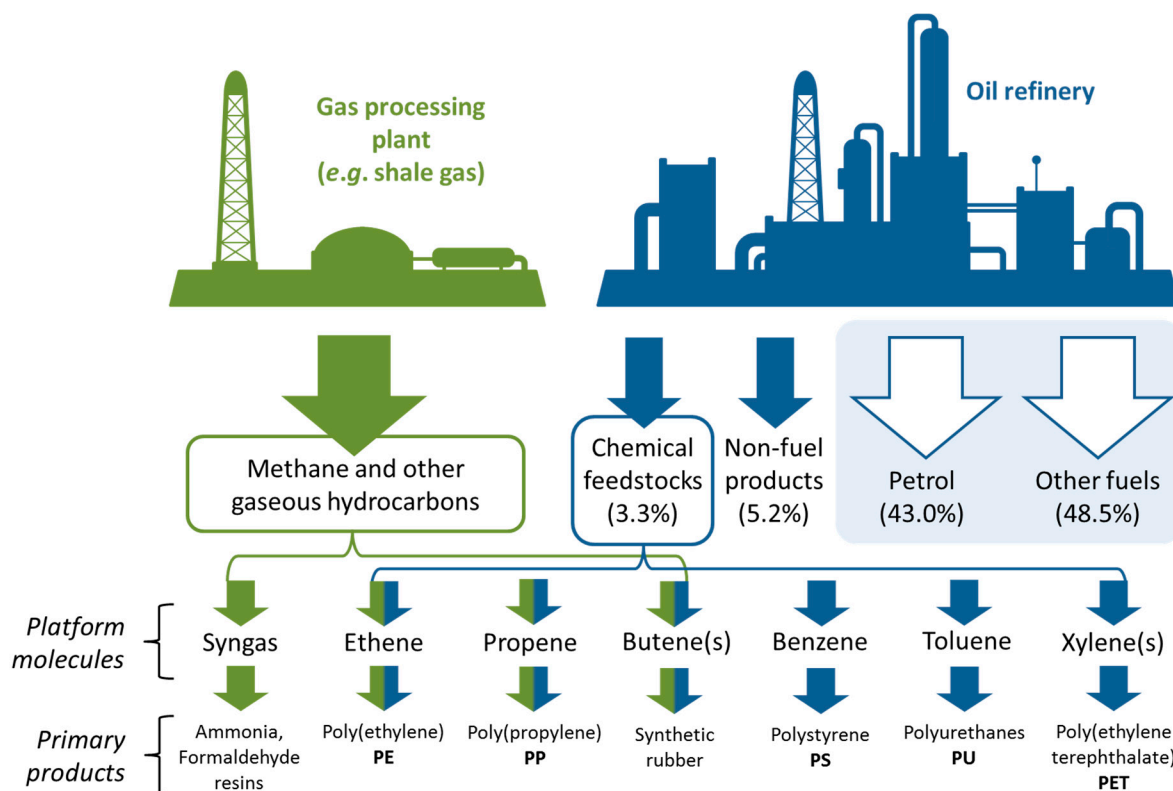 Gas processing
plant
(e.g. shale gas)
Oil refinery
Methane and other
gaseous hydrocarbons
Chemical
feedstocks
(3.3%)
Non-fuel
products
(5.2%)
Petrol
(43.0%)
Other fuels
(48.5%)
Platform
molecules
Syngas
Ethene
Propene
Butene(s)
Benzene
Toluene
Xylene(s)
Primary
products
Ammonia,
Formaldehyde
resins
Poly(ethylene)
PE
Poly(propylene)
PP
Synthetic
rubber
Polystyrene
PS
Polyurethanes
PU
Poly(ethylene
terephthalate)
PET